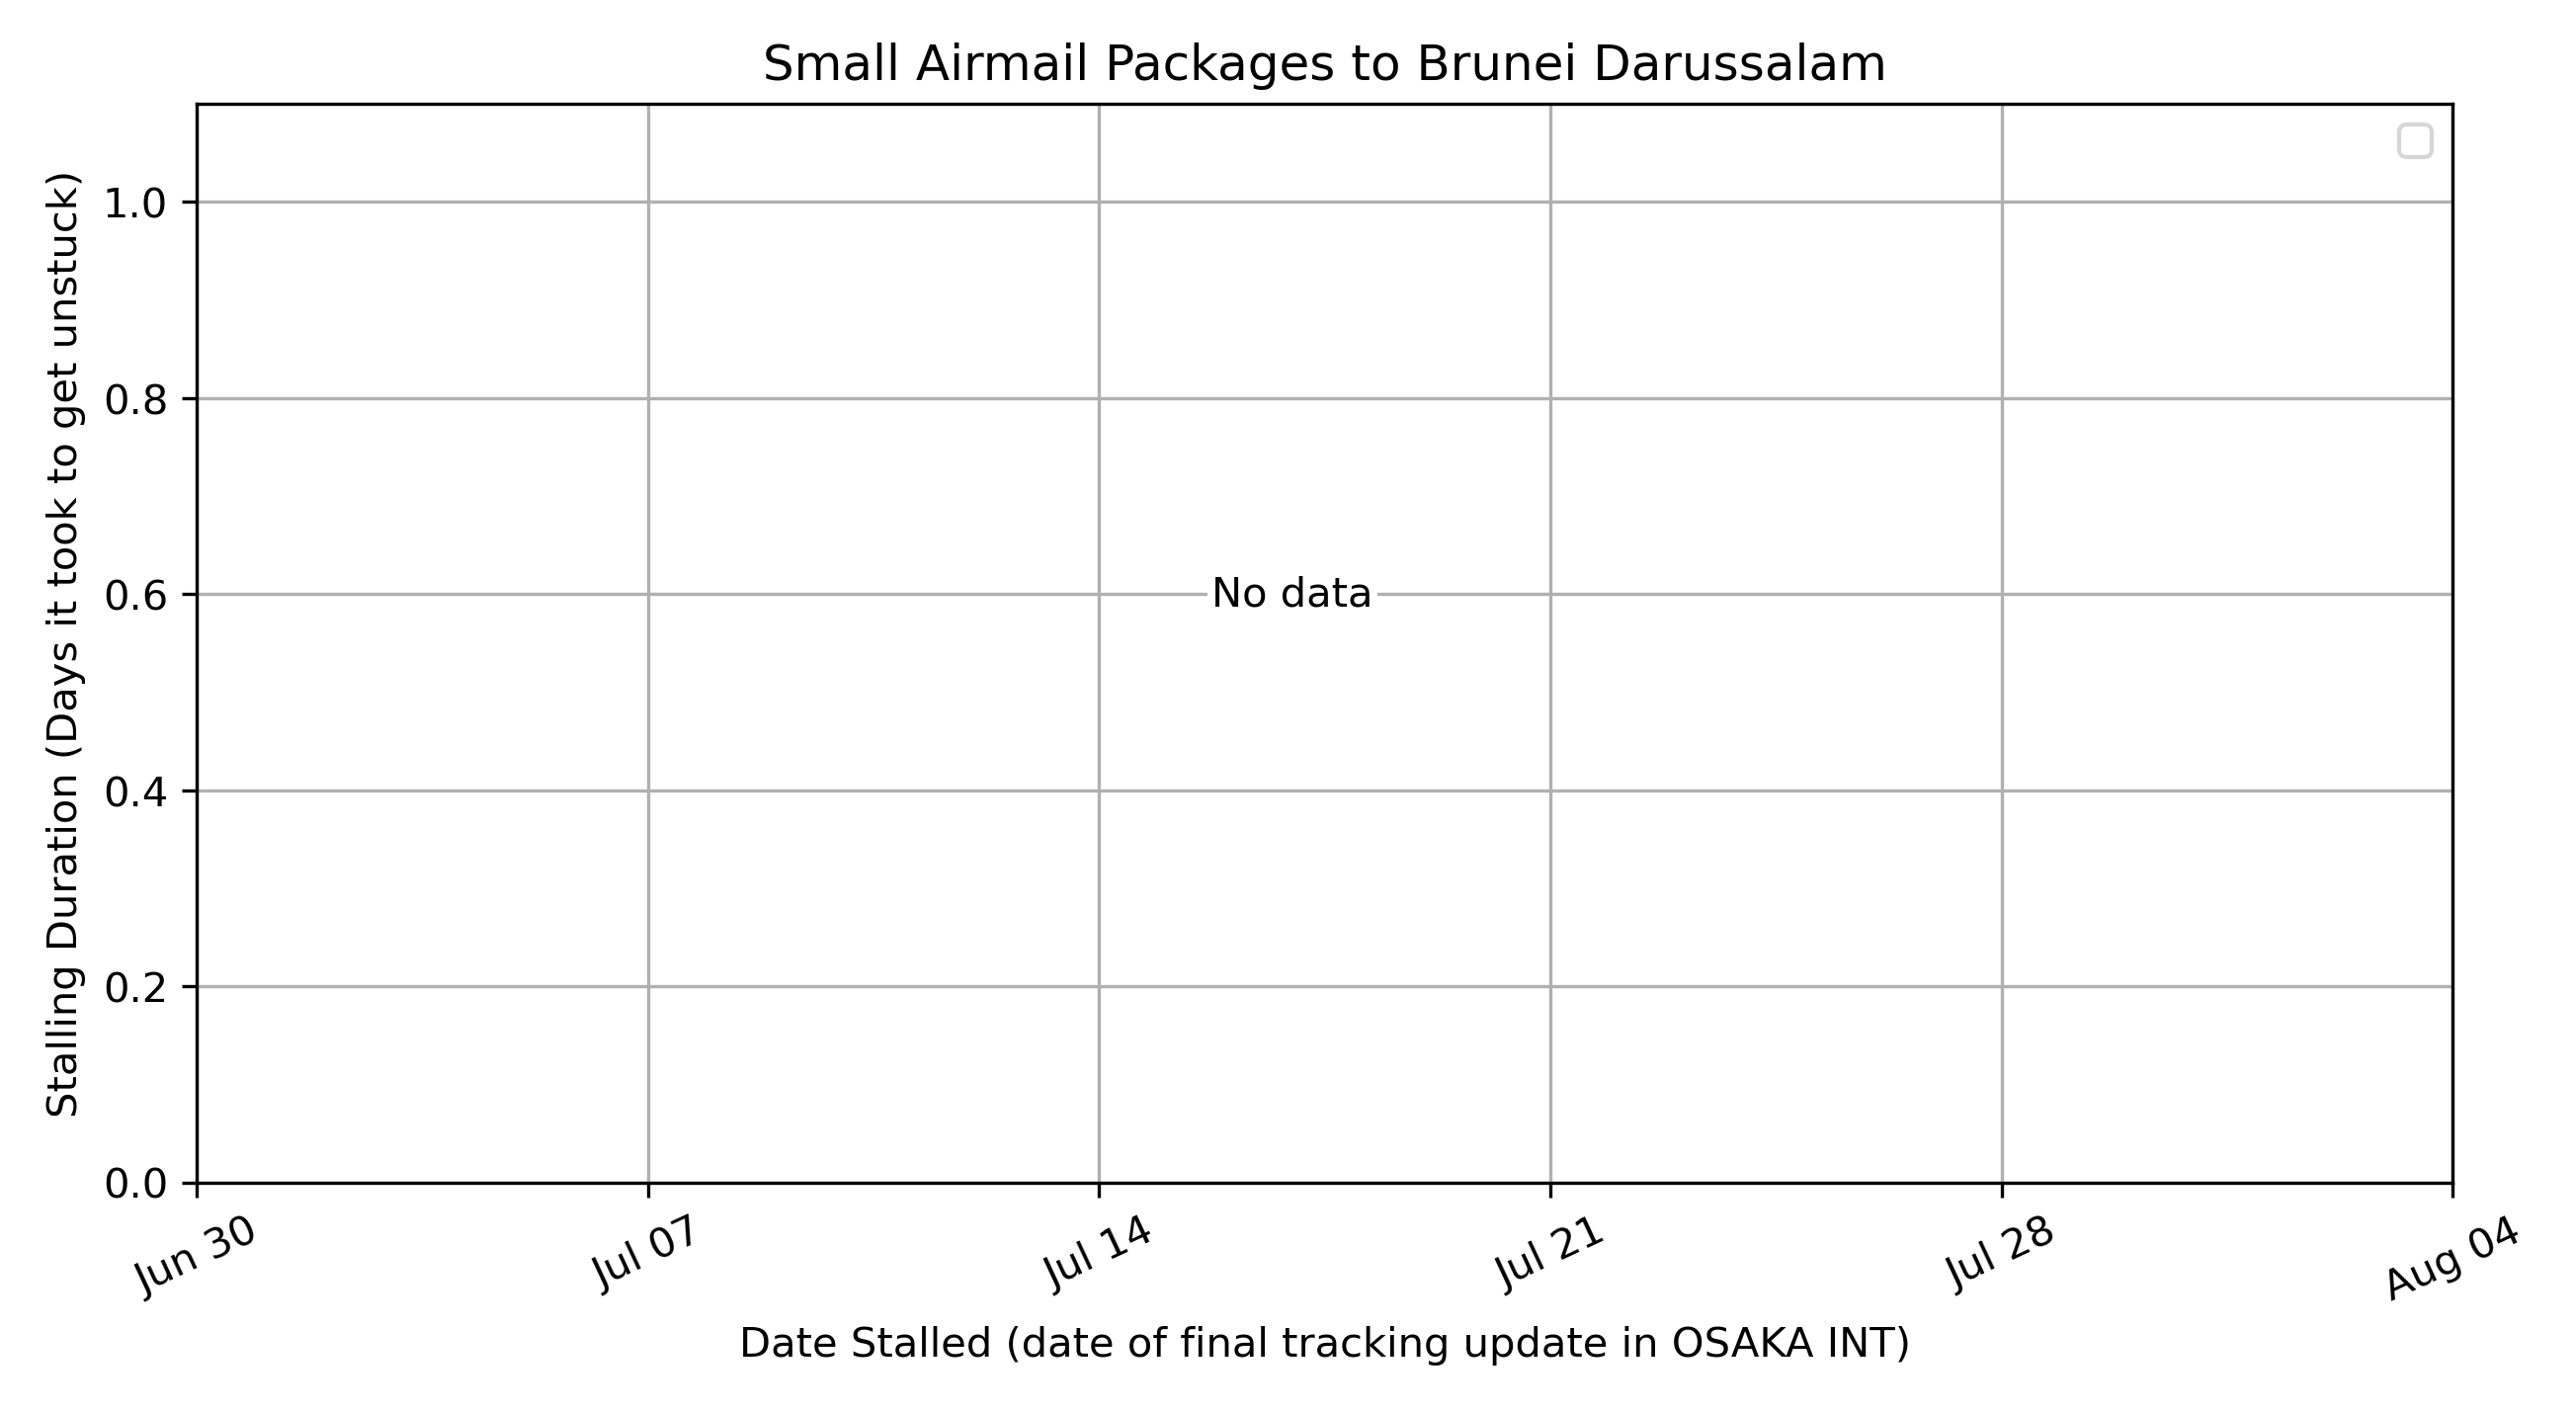 Small Airmail Packages to Brunei Darussalam
Stalling Duration (Days it took to get unstuck)
1.0
0.8
0.6
0.4
0.2
0.0
No data
Jun 30
Jul 07
Jul 14
Jul 21
Jul 28
Aug 04
Date Stalled (date of final tracking update in OSAKA INT)